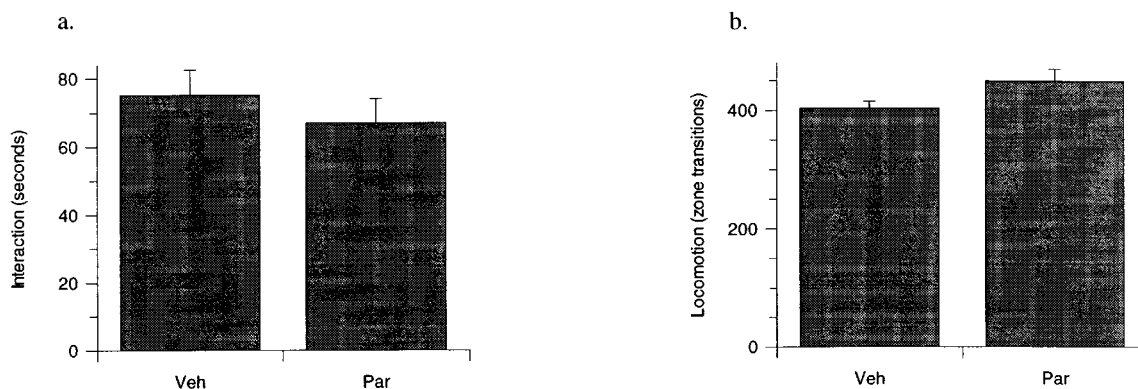 a.
80
60
40
20
0
Interaction (seconds)
Veh
Par
b.
400
200
0
Locomotion (zone transitions)
Veh
Par